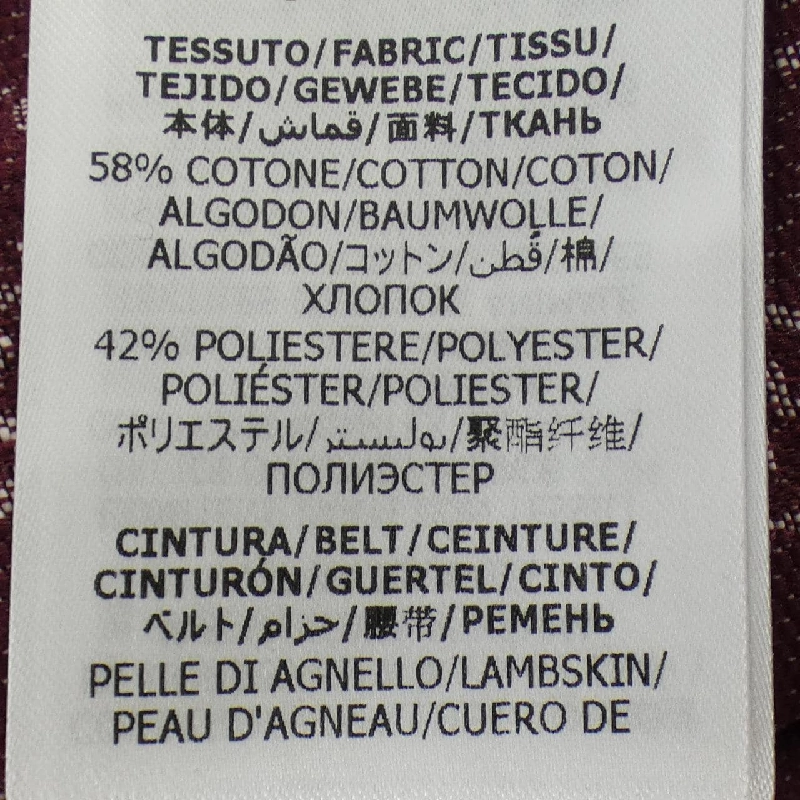 TESSUTO/FABRIC/TISSU/
TEJIDO/GEWEBE/TECIDO/
本体/قماش/面料/ТКАНЬ
58% COTONE/COTTON/COTON/
ALGODON/BAUMWOLLE/
ALGODÃO/コットン/قُطن/棉/
ХЛОПОК
42% POLIESTERE/POLYESTER/
POLIÉSTER/POLIESTER/
ポリエステル/بوليستر/聚酯纤维/
ПОЛИЭСТЕР
CINTURA/BELT/CEINTURE/
CINTURÓN/GUERTEL/CINTO/
ベルト/حزام/腰带/РЕМЕНЬ
PELLE DI AGNELLO/LAMBSKIN/
PEAU D'AGNEAU/CUERO DE